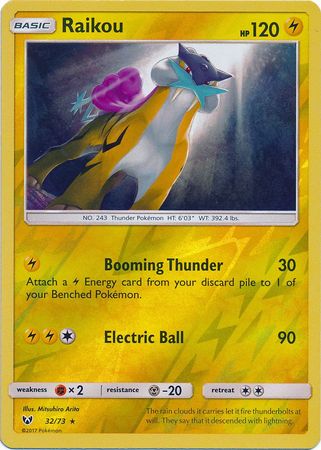 BASIC Raikou HP 120
NO. 243 Thunder Pokémon HT: 6'03" WT: 392.4 lbs.
Booming Thunder 30
Attach a Energy card from your discard pile to 1 of
your Benched Pokémon.
Electric Ball 90
weakness × 2 resistance -20 retreat
Illus. Mitsuhiro Arita
32/73 ★
©2017 Pokémon
The rain clouds it carries let it fire thunderbolts at
will. They say that it descended with lightning.